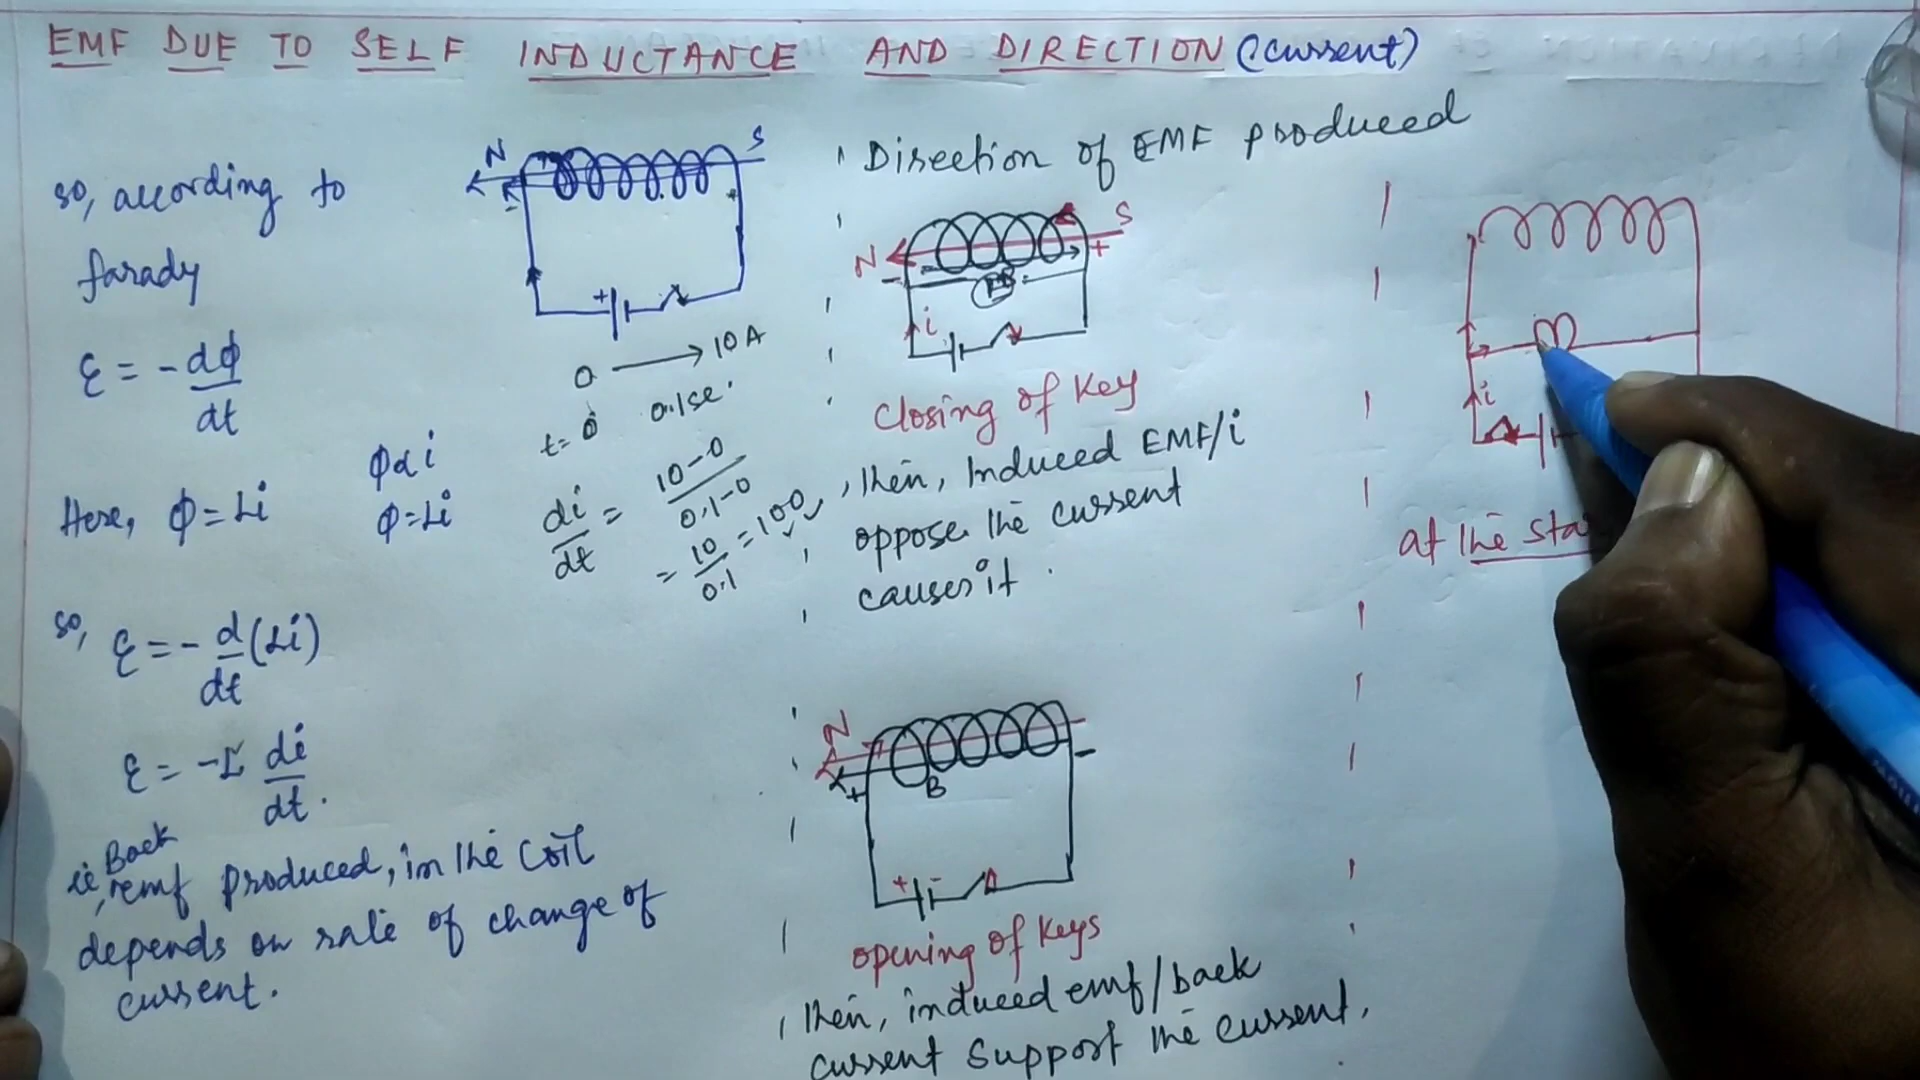 EMF DUE TO SELF INDUCTANCE AND DIRECTION (current)
so, according to
farady
ε = -dφ/dt
Here, φ = Li
φ α i
φ = Li
so, ε = - d/dt (Li)
ε = -L di/dt.
ie, Back emf produced, in the coil
depends on rate of change of
current.
N S
+
0 → 10 A
t = 0 0.1 se.
di/dt = 10-0/0.1-0
= 10/0.1 = 100
Direction of EMF produced
N S
- +
i
Closing of key
, then, Induced EMF/i
oppose the current
causes it.
N
B
+ -
+ -
opening of keys
, then, induced emf/back
current support the current,
i
at the sta